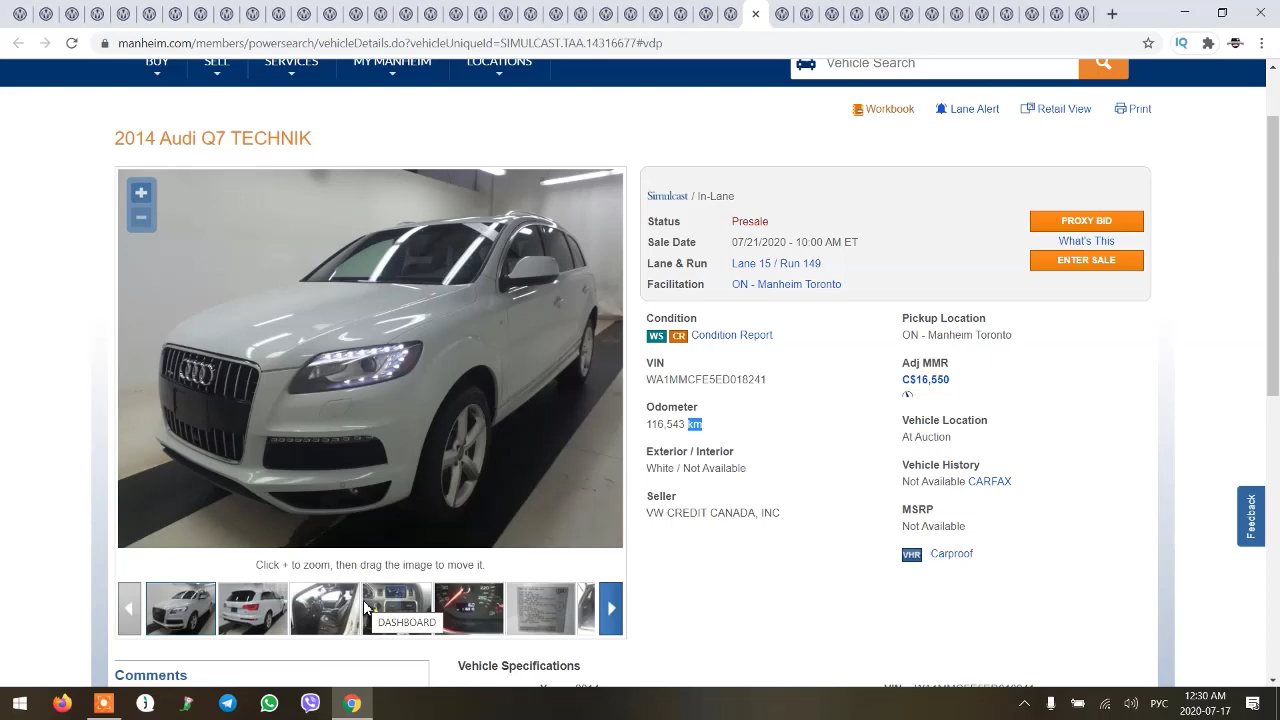 manheim.com/members/powersearch/vehicleDetails.do?vehicleUniqueId=SIMULCAST.TAA.14316677#vdp
IQ
BUY
SELL
SERVICES
MY MANHEIM
LOCATIONS
Vehicle Search
Workbook
Lane Alert
Retail View
Print
2014 Audi Q7 TECHNIK
Simulcast / In-Lane
Status Presale
PROXY BID
Sale Date 07/21/2020 - 10:00 AM ET
What's This
Lane & Run Lane 15 / Run 149
ENTER SALE
Facilitation ON - Manheim Toronto
Condition
WS CR Condition Report
VIN
WA1MMCFE5ED018241
Odometer
116,543 km
Exterior / Interior
White / Not Available
Seller
VW CREDIT CANADA, INC
Pickup Location
ON - Manheim Toronto
Adj MMR
C$16,550
Vehicle Location
At Auction
Vehicle History
Not Available CARFAX
MSRP
Not Available
VHR Carproof
Feedback
Click + to zoom, then drag the image to move it.
DASHBOARD
Comments
Vehicle Specifications
РУС
12:30 AM
2020-07-17